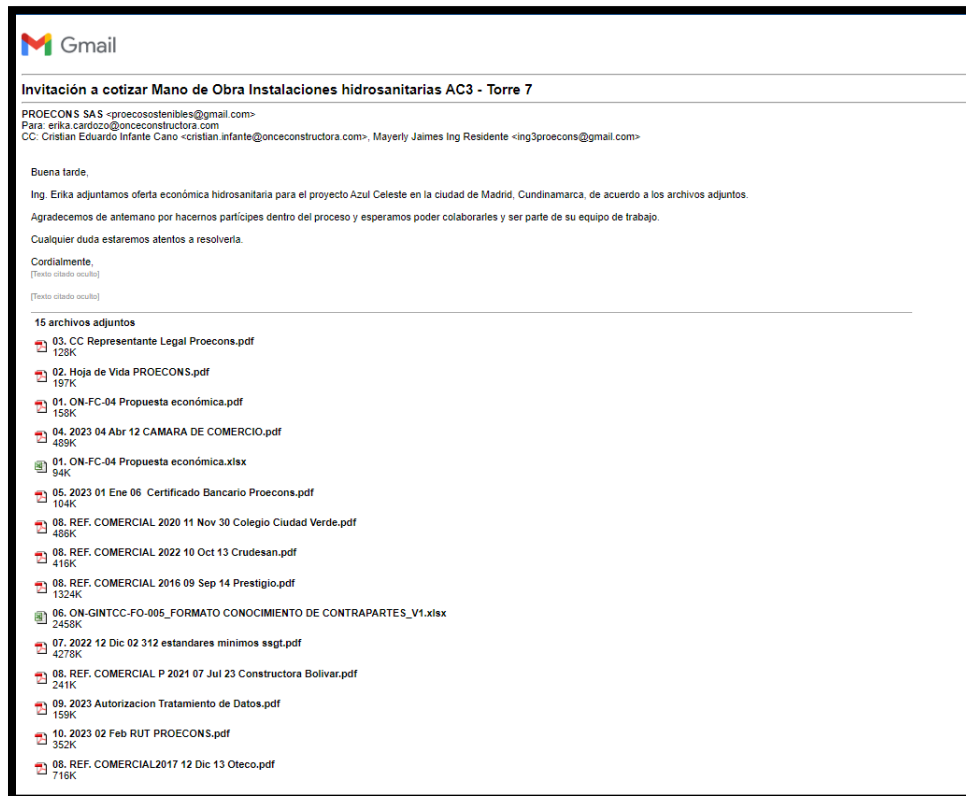 Gmail
Invitación a cotizar Mano de Obra Instalaciones hidrosanitarias AC3 - Torre 7
PROECONS SAS <proecosostenibles@gmail.com>
Para: erika.cardozo@onceconstructora.com
CC: Cristian Eduardo Infante Cano <cristian.infante@onceconstructora.com>, Mayerly Jaimes Ing Residente <ing3proecons@gmail.com>
Buena tarde,
Ing. Erika adjuntamos oferta económica hidrosanitaria para el proyecto Azul Celeste en la ciudad de Madrid, Cundinamarca, de acuerdo a los archivos adjuntos.
Agradecemos de antemano por hacernos partícipes dentro del proceso y esperamos poder colaborarles y ser parte de su equipo de trabajo.
Cualquier duda estaremos atentos a resolverla.
Cordialmente,
[Texto citado oculto]
[Texto citado oculto]
15 archivos adjuntos
03. CC Representante Legal Proecons.pdf
128K
02. Hoja de Vida PROECONS.pdf
197K
01. ON-FC-04 Propuesta económica.pdf
158K
04. 2023 04 Abr 12 CAMARA DE COMERCIO.pdf
489K
01. ON-FC-04 Propuesta económica.xlsx
94K
05. 2023 01 Ene 06 Certificado Bancario Proecons.pdf
104K
08. REF. COMERCIAL 2020 11 Nov 30 Colegio Ciudad Verde.pdf
486K
08. REF. COMERCIAL 2022 10 Oct 13 Crudesan.pdf
416K
08. REF. COMERCIAL 2016 09 Sep 14 Prestigio.pdf
1324K
06. ON-GINTCC-FO-005_FORMATO CONOCIMIENTO DE CONTRAPARTES_V1.xlsx
2458K
07. 2022 12 Dic 02 312 estandares minimos ssgt.pdf
4278K
08. REF. COMERCIAL P 2021 07 Jul 23 Constructora Bolivar.pdf
241K
09. 2023 Autorizacion Tratamiento de Datos.pdf
159K
10. 2023 02 Feb RUT PROECONS.pdf
352K
08. REF. COMERCIAL2017 12 Dic 13 Oteco.pdf
716K